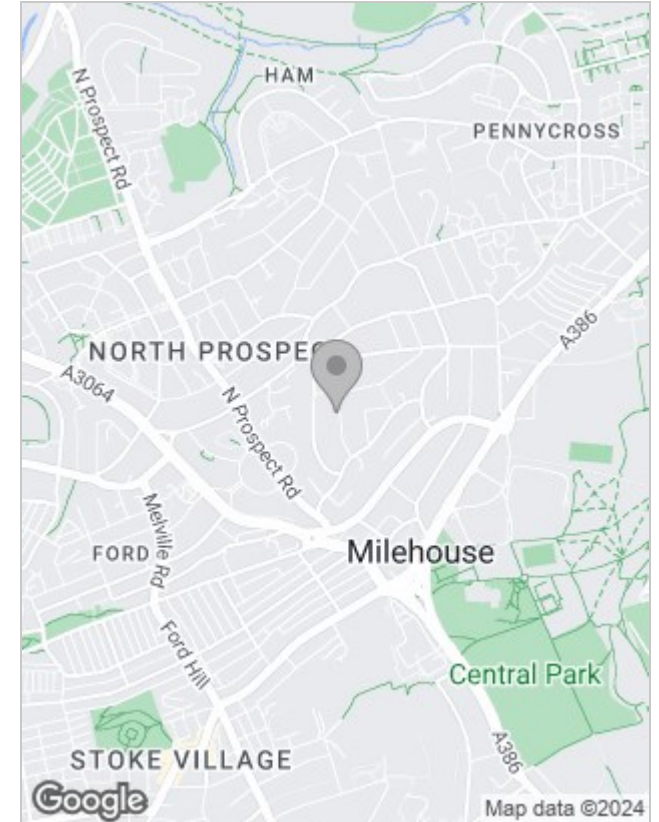 HAM
N Prospect Rd
PENNYCROSS
A386
NORTH PROSPE
A3064
N Prospect Rd
Melville Rd
FORD
Milehouse
Ford Hill
Central Park
STOKE VILLAGE
A386
Google
Map data ©2024